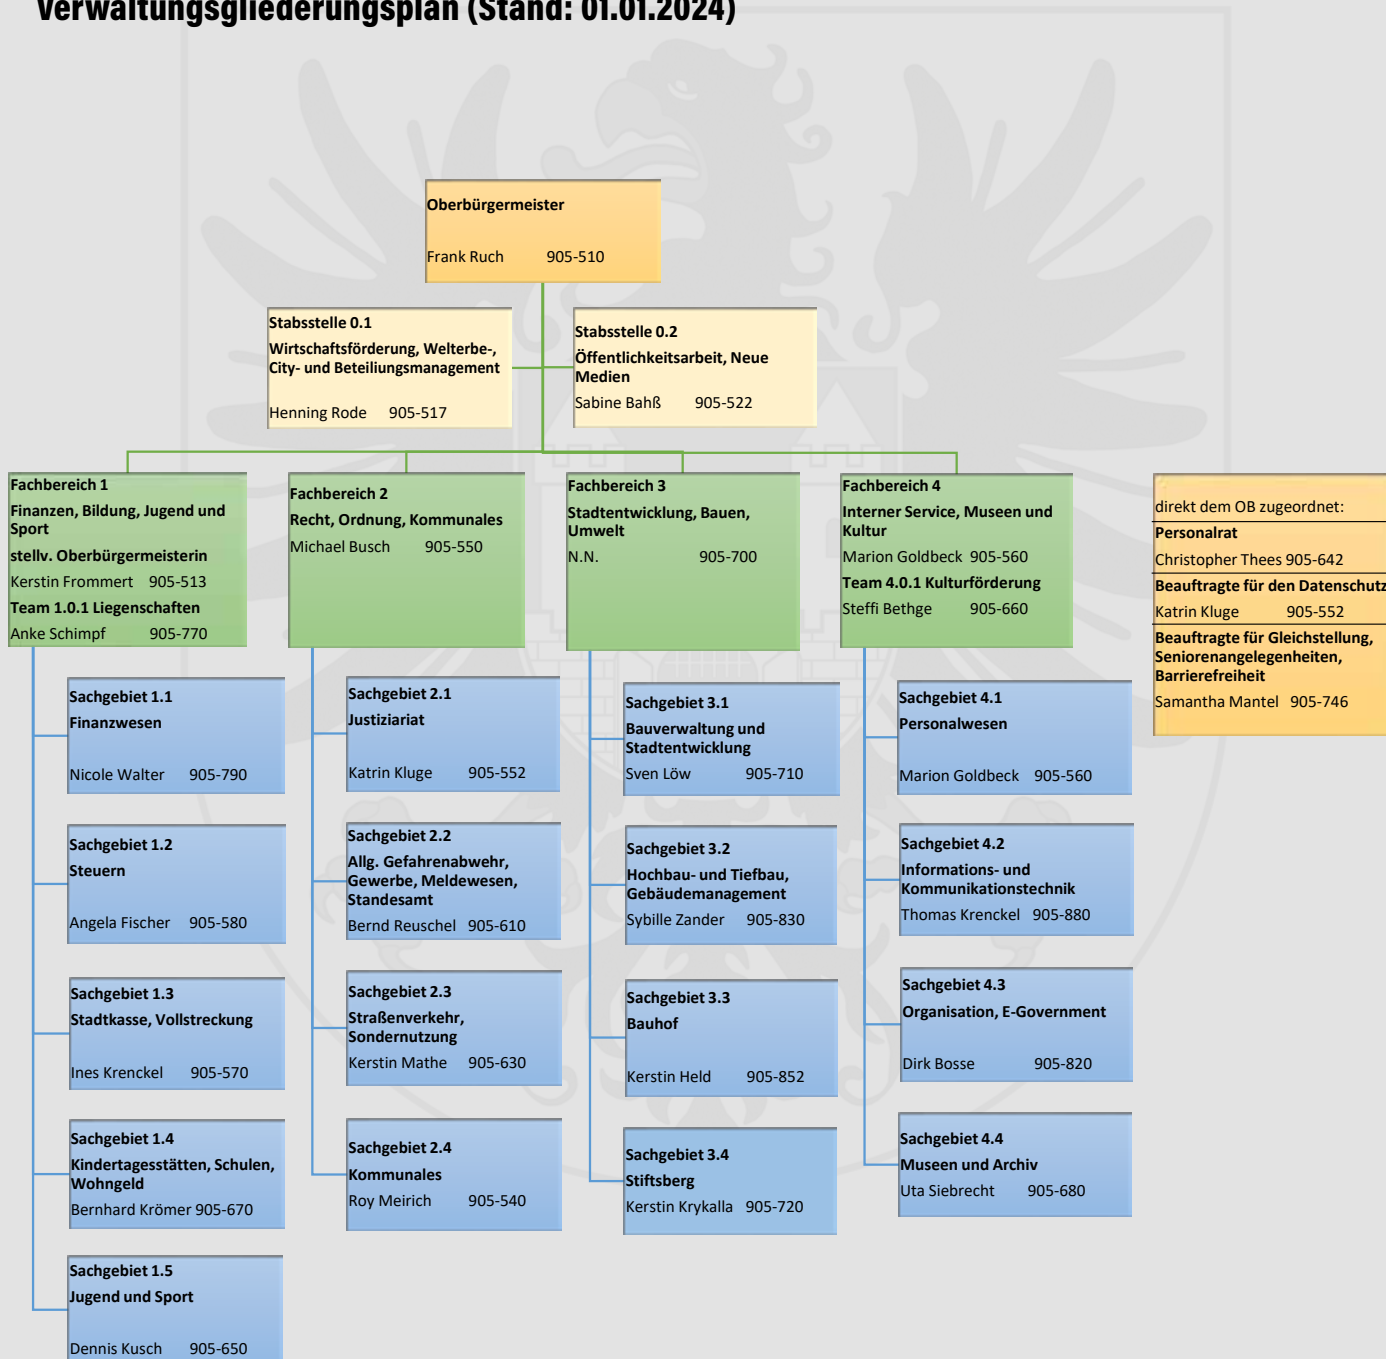 Verwaltungsgliederungsplan (Stand: 01.01.2024)
Oberbürgermeister
Frank Ruch 905-510
Stabsstelle 0.1
Wirtschaftsförderung, Welterbe-,
City- und Beteiliungsmanagement
Henning Rode 905-517
Stabsstelle 0.2
Öffentlichkeitsarbeit, Neue
Medien
Sabine Bahß 905-522
Fachbereich 1
Finanzen, Bildung, Jugend und
Sport
stellv. Oberbürgermeisterin
Kerstin Frommert 905-513
Team 1.0.1 Liegenschaften
Anke Schimpf 905-770
Fachbereich 2
Recht, Ordnung, Kommunales
Michael Busch 905-550
Fachbereich 3
Stadtentwicklung, Bauen,
Umwelt
N.N. 905-700
Fachbereich 4
Interner Service, Museen und
Kultur
Marion Goldbeck 905-560
Team 4.0.1 Kulturförderung
Steffi Bethge 905-660
direkt dem OB zugeordnet:
Personalrat
Christopher Thees 905-642
Beauftragte für den Datenschutz
Katrin Kluge 905-552
Beauftragte für Gleichstellung,
Seniorenangelegenheiten,
Barrierefreiheit
Samantha Mantel 905-746
Sachgebiet 1.1
Finanzwesen
Nicole Walter 905-790
Sachgebiet 1.2
Steuern
Angela Fischer 905-580
Sachgebiet 1.3
Stadtkasse, Vollstreckung
Ines Krenckel 905-570
Sachgebiet 1.4
Kindertagesstätten, Schulen,
Wohngeld
Bernhard Krömer 905-670
Sachgebiet 1.5
Jugend und Sport
Dennis Kusch 905-650
Sachgebiet 2.1
Justiziariat
Katrin Kluge 905-552
Sachgebiet 2.2
Allg. Gefahrenabwehr,
Gewerbe, Meldewesen,
Standesamt
Bernd Reuschel 905-610
Sachgebiet 2.3
Straßenverkehr,
Sondernutzung
Kerstin Mathe 905-630
Sachgebiet 2.4
Kommunales
Roy Meirich 905-540
Sachgebiet 3.1
Bauverwaltung und
Stadtentwicklung
Sven Löw 905-710
Sachgebiet 3.2
Hochbau- und Tiefbau,
Gebäudemanagement
Sybille Zander 905-830
Sachgebiet 3.3
Bauhof
Kerstin Held 905-852
Sachgebiet 3.4
Stiftsberg
Kerstin Krykalla 905-720
Sachgebiet 4.1
Personalwesen
Marion Goldbeck 905-560
Sachgebiet 4.2
Informations- und
Kommunikationstechnik
Thomas Krenckel 905-880
Sachgebiet 4.3
Organisation, E-Government
Dirk Bosse 905-820
Sachgebiet 4.4
Museen und Archiv
Uta Siebrecht 905-680